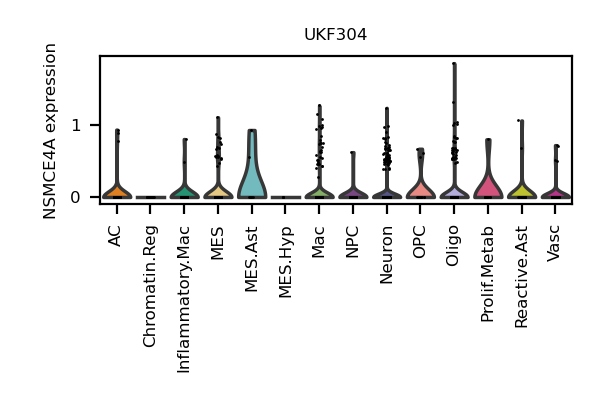 UKF304
NSMCE4A expression
1
0
AC
Chromatin.Reg
Inflammatory.Mac
MES
MES.Ast
MES.Hyp
Mac
NPC
Neuron
OPC
Oligo
Prolif.Metab
Reactive.Ast
Vasc